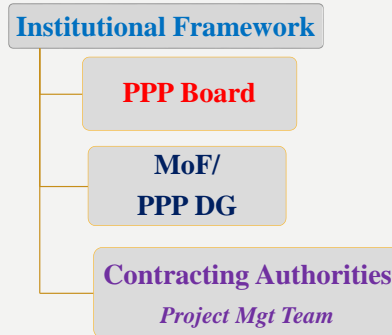 Institutional Framework
PPP Board
MoF/
PPP DG
Contracting Authorities
Project Mgt Team